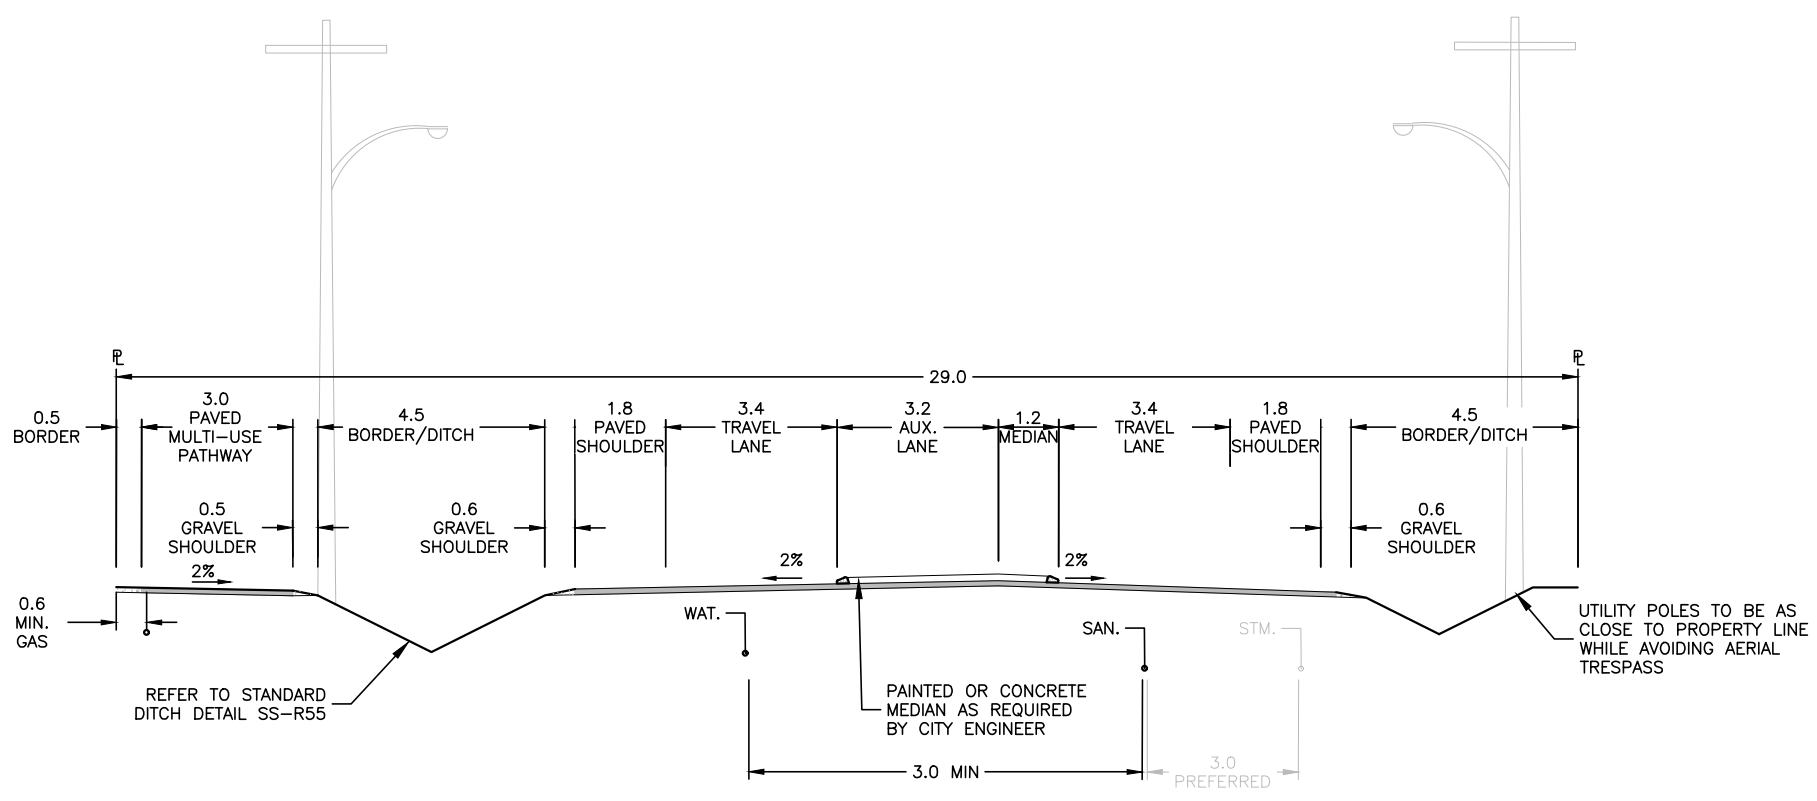 ℄
℄
29.0
0.5
BORDER
3.0
PAVED
MULTI-USE
PATHWAY
4.5
BORDER/DITCH
1.8
PAVED
SHOULDER
3.4
TRAVEL
LANE
3.2
AUX.
LANE
1.2
MEDIAN
3.4
TRAVEL
LANE
1.8
PAVED
SHOULDER
4.5
BORDER/DITCH
0.5
GRAVEL
SHOULDER
0.6
GRAVEL
SHOULDER
0.6
GRAVEL
SHOULDER
2%
2%
2%
0.6
MIN.
GAS
WAT.
SAN.
STM.
UTILITY POLES TO BE AS
CLOSE TO PROPERTY LINE
WHILE AVOIDING AERIAL
TRESPASS
REFER TO STANDARD
DITCH DETAIL SS-R55
PAINTED OR CONCRETE
MEDIAN AS REQUIRED
BY CITY ENGINEER
3.0 MIN
3.0
PREFERRED